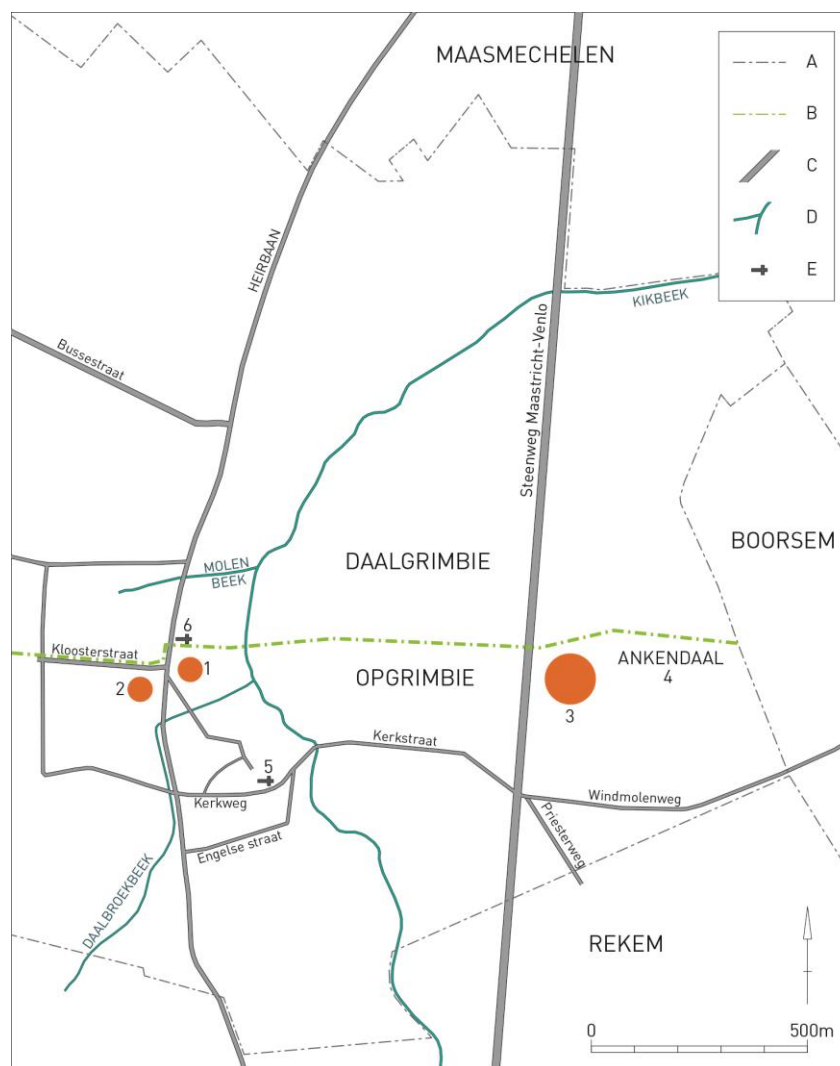 MAASMECHELEN
A
B
C
D
E
HEIRBAAN
KIKBEEK
Bussestraat
Steenweg Maastricht-Venlo
BOORSEM
DAALGRIMBIE
MOLEN
BEEK
6
Kloosterstraat
1
2
OPGRIMBIE
ANKENDAAL
4
3
Kerkstraat
5
Kerkweg
Windmolenweg
Priesterweg
Engelse straat
DAALBROEKBEEK
REKEM
0
500m